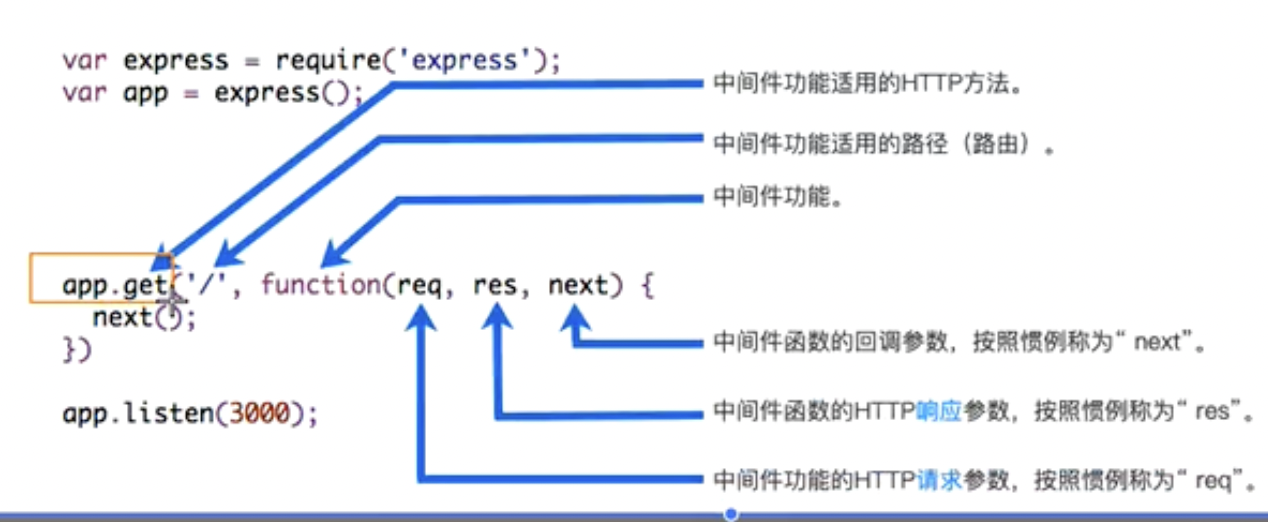 var express = require('express');
var app = express();
中间件功能适用的HTTP方法。
中间件功能适用的路径（路由）。
中间件功能。
app.get('/', function(req, res, next) {
next();
})
中间件函数的回调参数，按照惯例称为“ next”。
app.listen(3000);
中间件函数的HTTP响应参数，按照惯例称为“ res”。
中间件功能的HTTP请求参数，按照惯例称为“ req”。